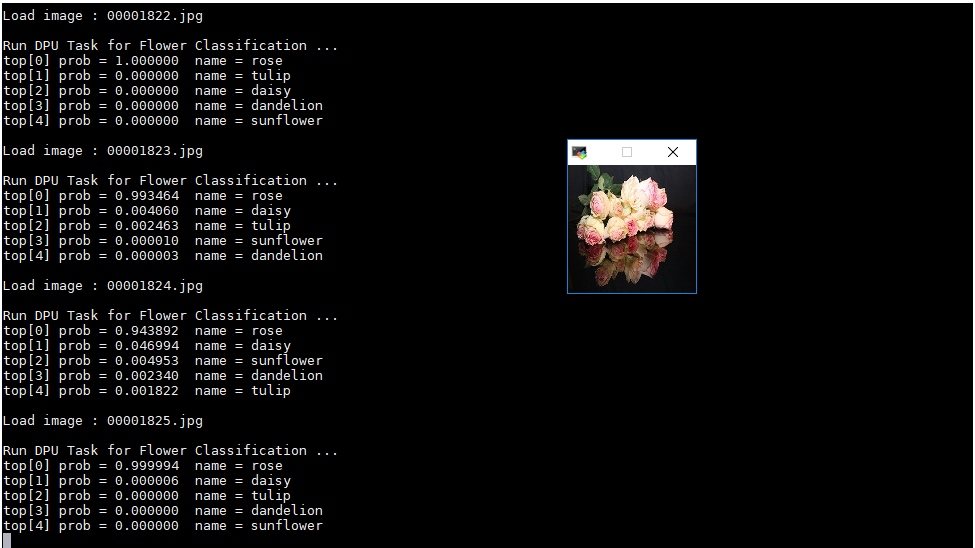 Load image : 00001822.jpg
Run DPU Task for Flower Classification ...
top[0] prob = 1.000000  name = rose
top[1] prob = 0.000000  name = tulip
top[2] prob = 0.000000  name = daisy
top[3] prob = 0.000000  name = dandelion
top[4] prob = 0.000000  name = sunflower
Load image : 00001823.jpg
Run DPU Task for Flower Classification ...
top[0] prob = 0.993464  name = rose
top[1] prob = 0.004060  name = daisy
top[2] prob = 0.002463  name = tulip
top[3] prob = 0.000010  name = sunflower
top[4] prob = 0.000003  name = dandelion
Load image : 00001824.jpg
Run DPU Task for Flower Classification ...
top[0] prob = 0.943892  name = rose
top[1] prob = 0.046994  name = daisy
top[2] prob = 0.004953  name = sunflower
top[3] prob = 0.002340  name = dandelion
top[4] prob = 0.001822  name = tulip
Load image : 00001825.jpg
Run DPU Task for Flower Classification ...
top[0] prob = 0.999994  name = rose
top[1] prob = 0.000006  name = daisy
top[2] prob = 0.000000  name = tulip
top[3] prob = 0.000000  name = dandelion
top[4] prob = 0.000000  name = sunflower